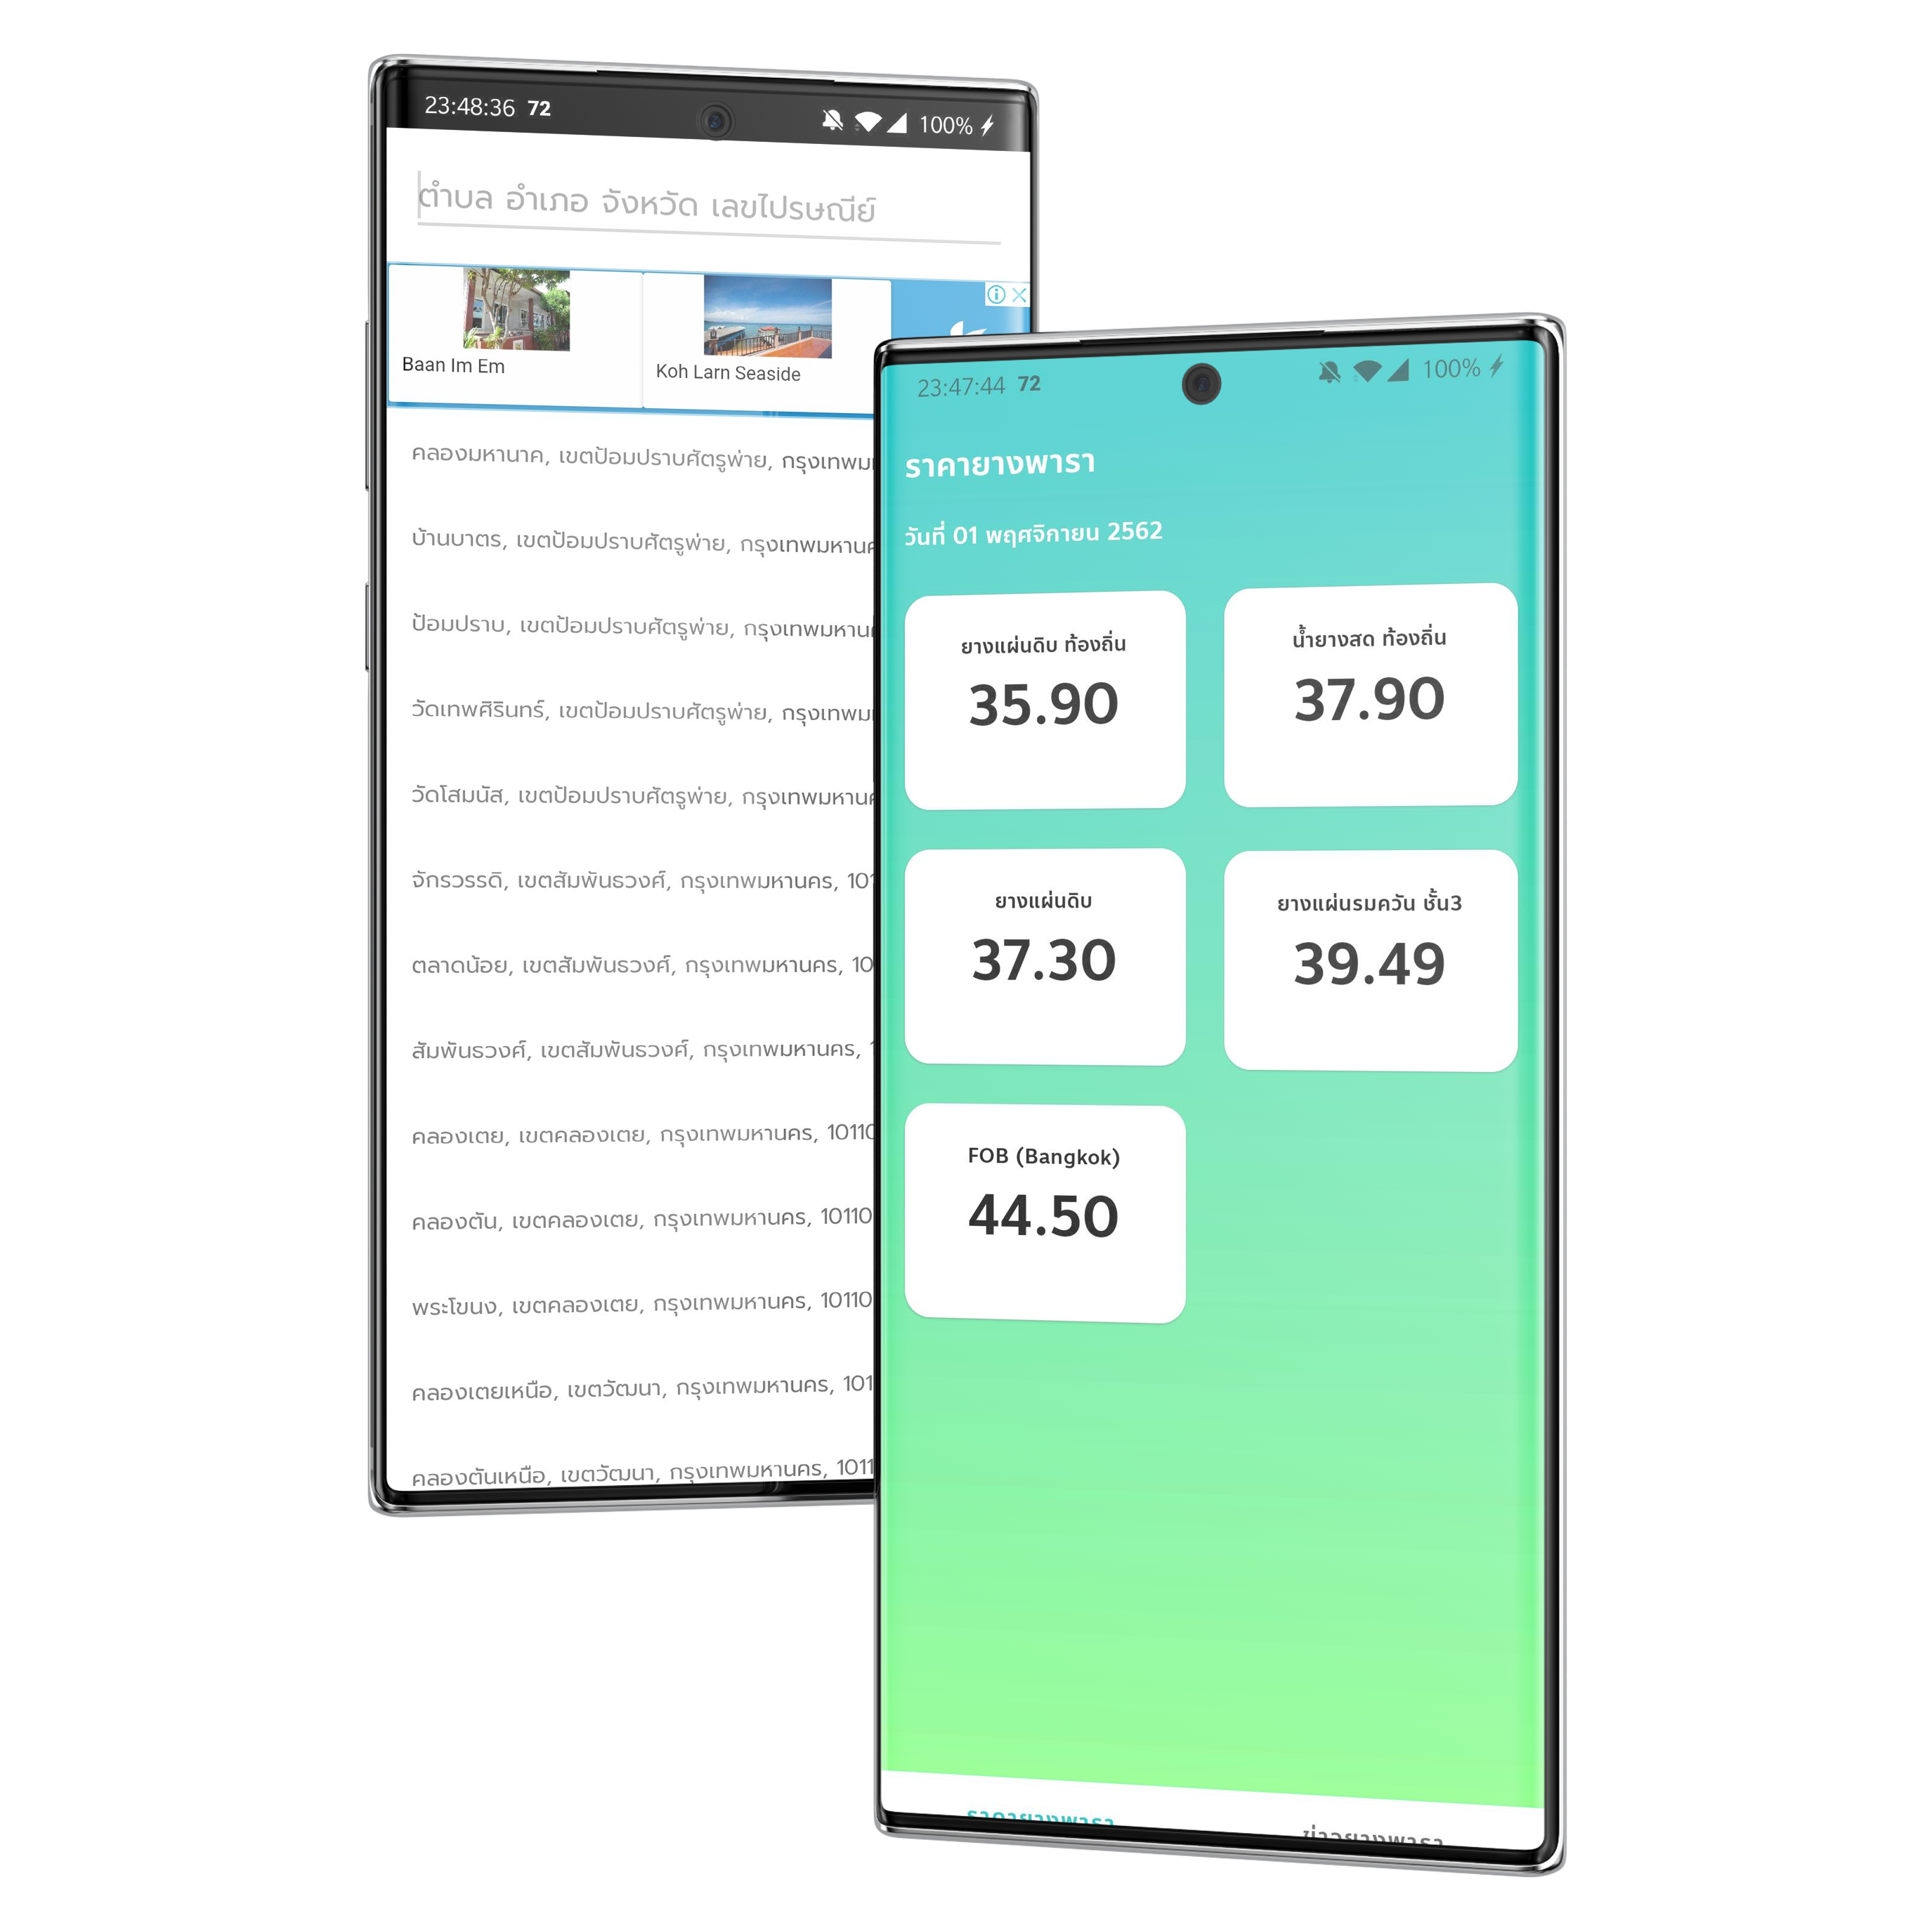 23:48:36 72
100%
ตำบล อำเภอ จังหวัด เลขไปรษณีย์
Baan Im Em
Koh Larn Seaside
คลองมหานาค, เขตป้อมปราบศัตรูพ่าย, กรุงเทพม
บ้านบาตร, เขตป้อมปราบศัตรูพ่าย, กรุงเทพมหาน
ป้อมปราบ, เขตป้อมปราบศัตรูพ่าย, กรุงเทพมหาน
วัดเทพศิรินทร์, เขตป้อมปราบศัตรูพ่าย, กรุงเทพม
วัดโสมนัส, เขตป้อมปราบศัตรูพ่าย, กรุงเทพมหาน
จักรวรรดิ, เขตสัมพันธวงศ์, กรุงเทพมหานคร, 10
ตลาดน้อย, เขตสัมพันธวงศ์, กรุงเทพมหานคร, 10
สัมพันธวงศ์, เขตสัมพันธวงศ์, กรุงเทพมหานคร,
คลองเตย, เขตคลองเตย, กรุงเทพมหานคร, 10110
คลองตัน, เขตคลองเตย, กรุงเทพมหานคร, 10110
พระโขนง, เขตคลองเตย, กรุงเทพมหานคร, 10110
คลองเตยเหนือ, เขตวัฒนา, กรุงเทพมหานคร, 101
คลองตันเหนือ, เขตวัฒนา, กรุงเทพมหานคร, 1011
23:47:44 72
100%
ราคายางพารา
วันที่ 01 พฤศจิกายน 2562
ยางแผ่นดิบ ท้องถิ่น
35.90
น้ำยางสด ท้องถิ่น
37.90
ยางแผ่นดิบ
37.30
ยางแผ่นรมควัน ชั้น3
39.49
FOB (Bangkok)
44.50
ราคายางพารา
ข่าวยางพารา